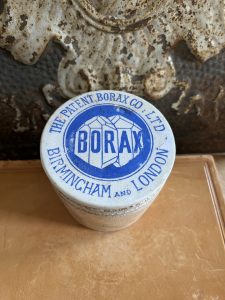 THE PATENT BORAX CO. LTD
BORAX
BIRMINGHAM AND LONDON